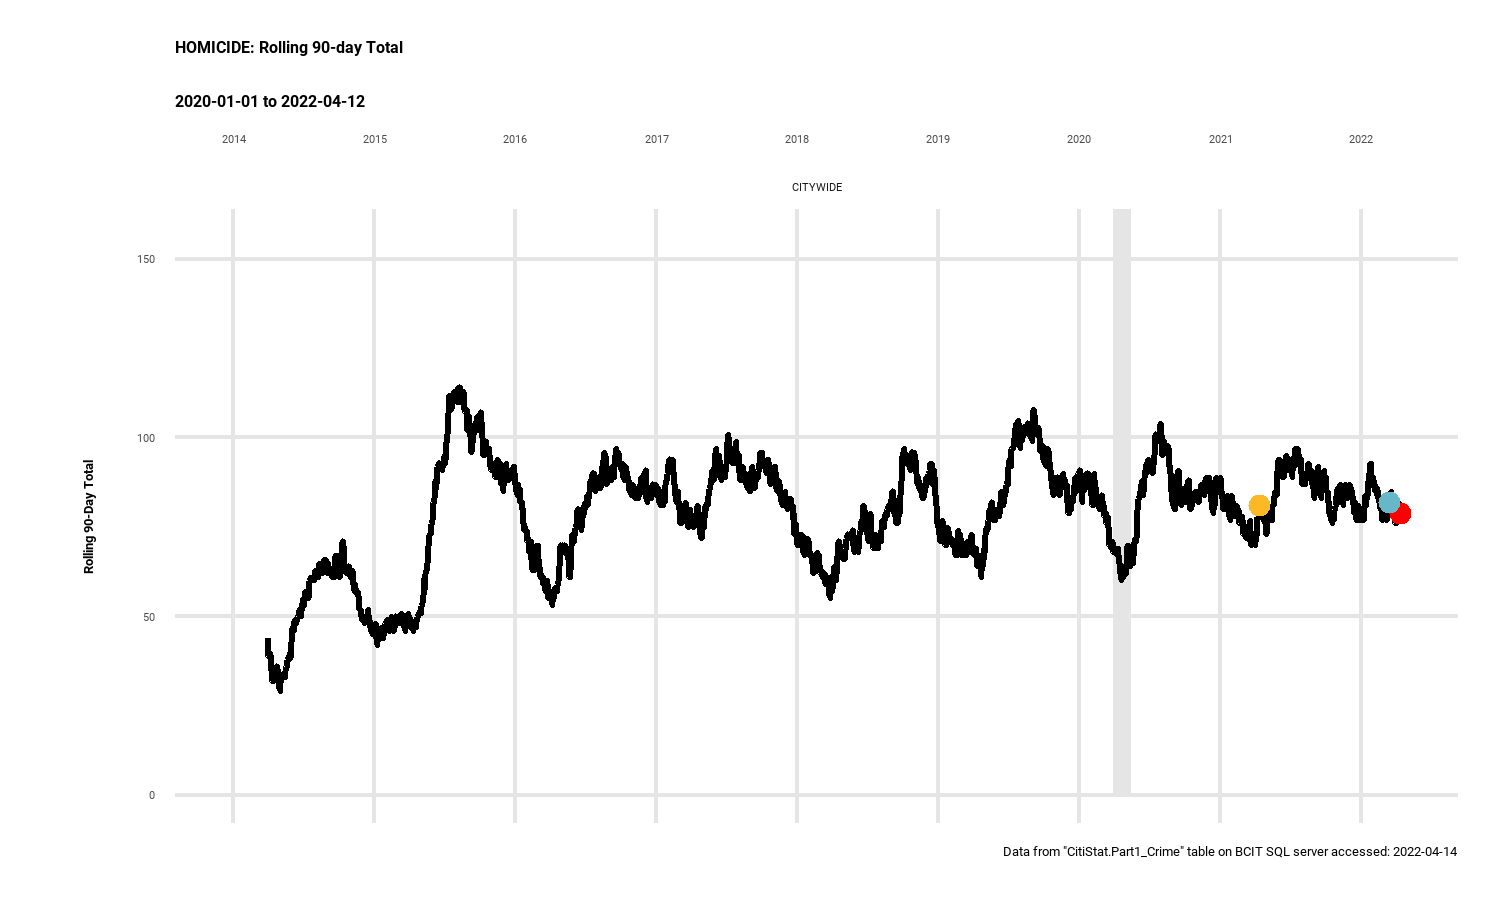 HOMICIDE: Rolling 90-day Total
2020-01-01 to 2022-04-12
2014 2015 2016 2017 2018 2019 2020 2021 2022
CITYWIDE
150
100
50
0
Rolling 90-Day Total
Data from "CitiStat.Part1_Crime" table on BCIT SQL server accessed: 2022-04-14